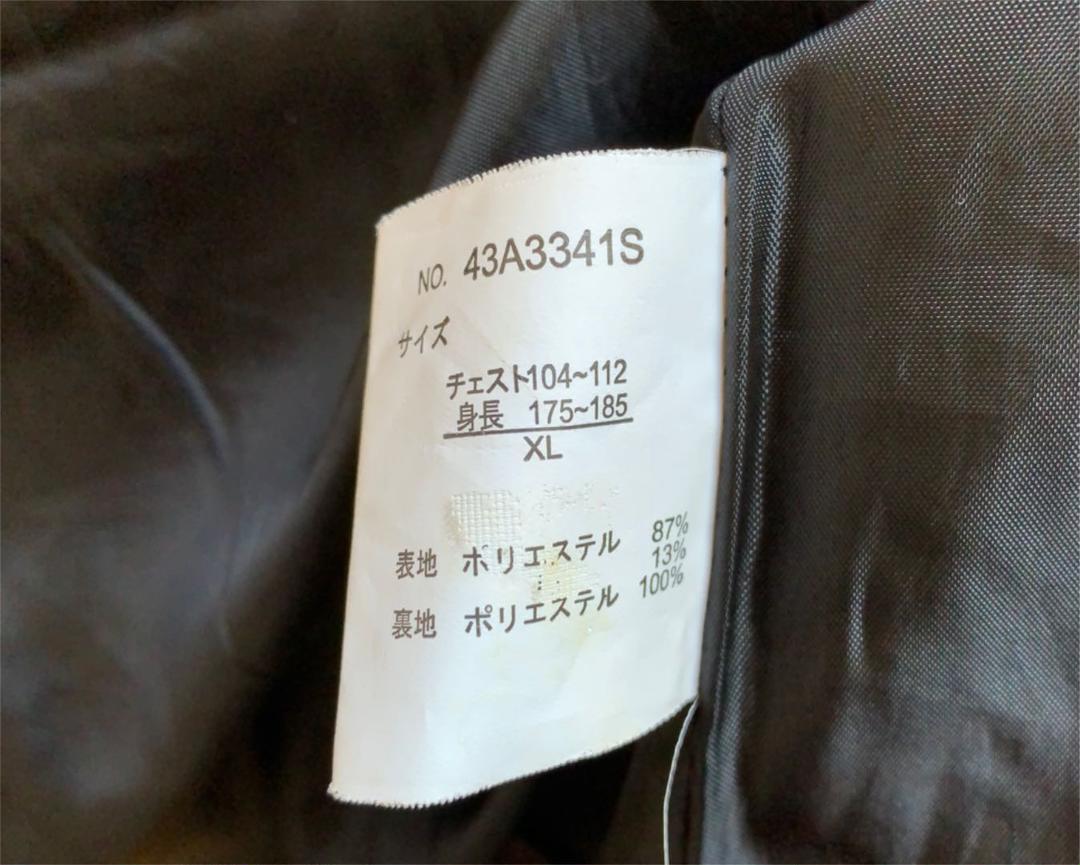 NO. 43A3341S
サイズ
チェスト104~112
身長 175~185
XL
表地 ポリエステル 87%
13%
裏地 ポリエステル 100%